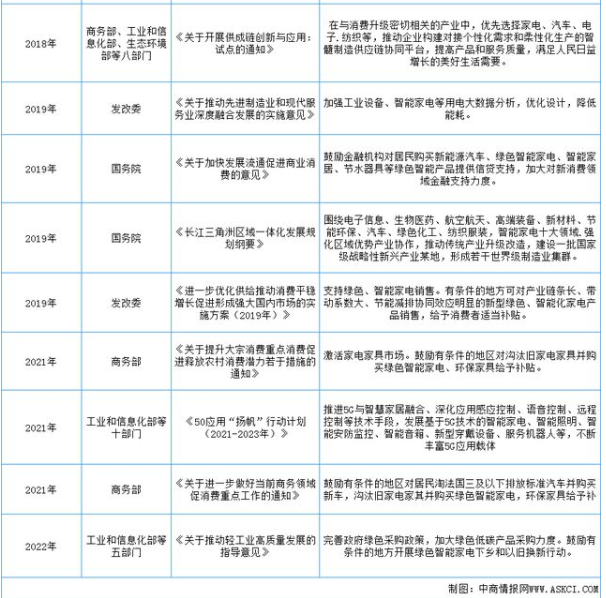 2018年
商务部、工业和信
息化部、生态环境
部等八部门
《关于开展供成链创新与应用：
试点的通知》
在与消费升级密切相关的产业中，优先选择家电、汽车、电
子.纺织等，推动企业构建对接个性化需求和柔性化生产的智
髓制造供应链协同平台，提高产品和服务质量，满足人民日益
增长的美好生活需要。
2019年
发改委
《关于推动先进制造业和现代服
务业深度融合发展的实施意见》
加强工业设备、智能家电等用电大数据分析，优化设计，降低
能耗。
2019年
国务院
《关于加快发展流通促进商业消
费的意见》
鼓励金融机构对居民购买新能源汽车、绿色智能家电、智能家
居、节水器具等绿色智能产品提供信贷支持，加大对新消费领
域金融支持力度。
2019年
国务院
《长江三角洲区域一体化发展规
划纲要》
围绕电子信息、生物医药、航空航天、高端装备、新材料、节
能环保、汽车、绿色化工、纺织服装，智能家电十大领域.强
化区域优势产业协作，推动传统产业升级改造，建设一批国家
级战略性新兴产业某地，形成若干世界级制造业集群。
2019年
发改委
《进一步优化供给推动消费平稳
增长促进形成强大国内市场的实
施方案（2019年）》
支持绿色、智能家电销售。有条件的地方可对产业链条长、带
动系数大、节能减排协同效应明显的新型绿色、智能化家电产
品销售，给予消费者适当补贴。
2021年
商务部
《关于提升大宗消费重点消费促
进释放农村消费潜力若于措施的
通知》
激活家电家具市场。鼓励有条件的地区对沟汰旧家电家具并购
买绿色智能家电、环保家具给予补贴。
2021年
工业和信息化部等
十部门
《50应用“扬帆”行动计划
（2021-2023年）》
推进5G与智慧家居融合、深化应用感应控制、语音控制、远程
控制等技术手段，发展基于5G技术的智能家电、智能照明、智
能安防监控、智能音箱、新型穿戴设备、服务机器人等，不断
丰富5G应用载体
2021年
商务部
《关于进一步做好当前商务领域
促消费重点工作的通知》
鼓励有条件的地区对居民淘法国三及以下排放标准汽车并购买
新车，沟汰旧家电家其并购买绿色智能家电，环保家具给予补
2022年
工业和信息化部等
五部门
《关于推动轻工业高质量发展的
指导意见》
完善政府绿色采购政策，加大绿色低碳产品采购力度。鼓励有
条件的地方开展绿色智能家电下乡和以旧换新行动。
制图：中商情报网WWW.ASKCI.COM